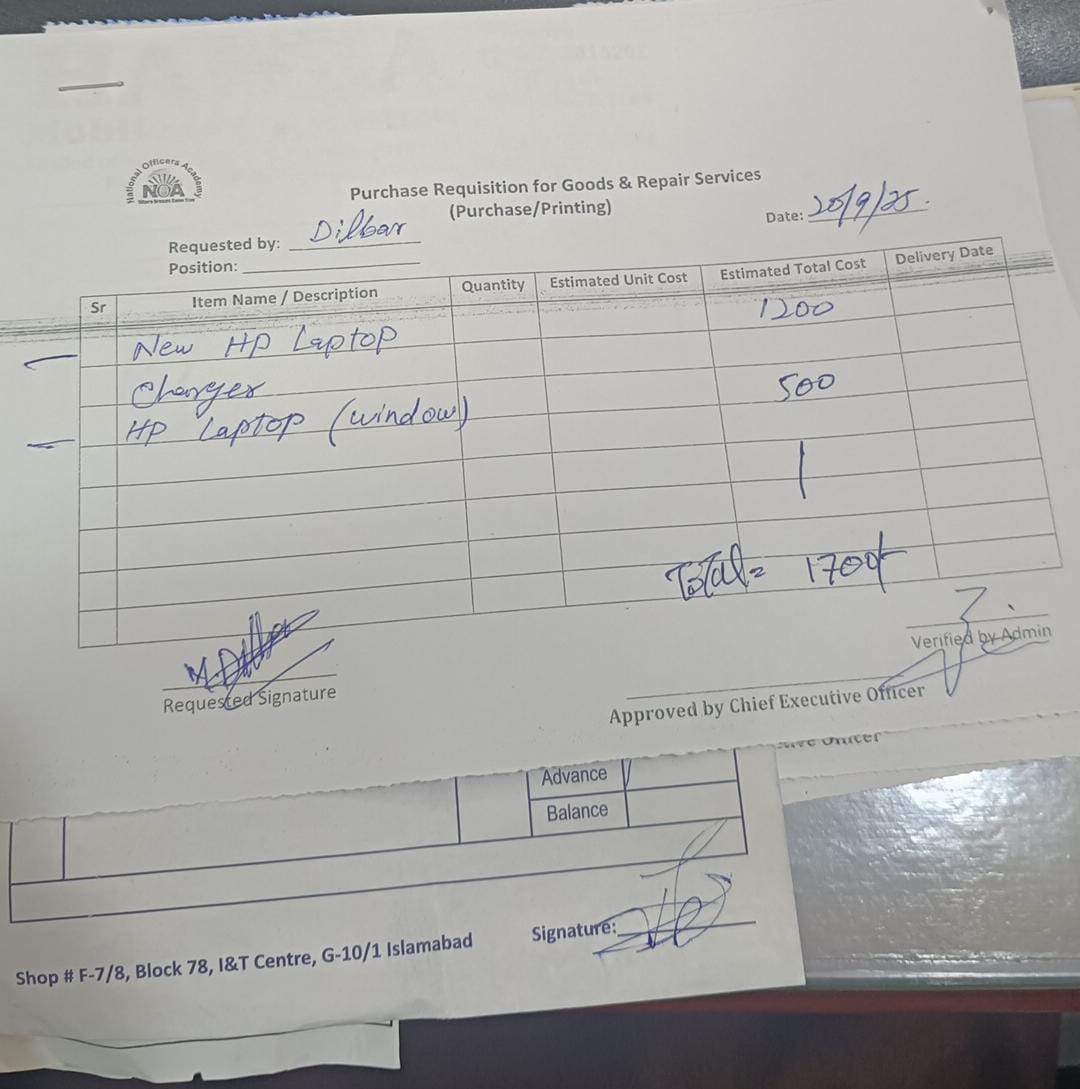 National Officers Academy
NOA
Purchase Requisition for Goods & Repair Services
(Purchase/Printing)
Date: 20/9/25.
Requested by: Dilbar
Position:
Sr Item Name / Description Quantity Estimated Unit Cost Estimated Total Cost Delivery Date
New HP Laptop 1200
Charger
HP Laptop (window) 500
Total= 1700/-
Requested Signature
Verified by Admin
Approved by Chief Executive Officer
Officer
Advance
Balance
Signature:
Shop # F-7/8, Block 78, I&T Centre, G-10/1 Islamabad